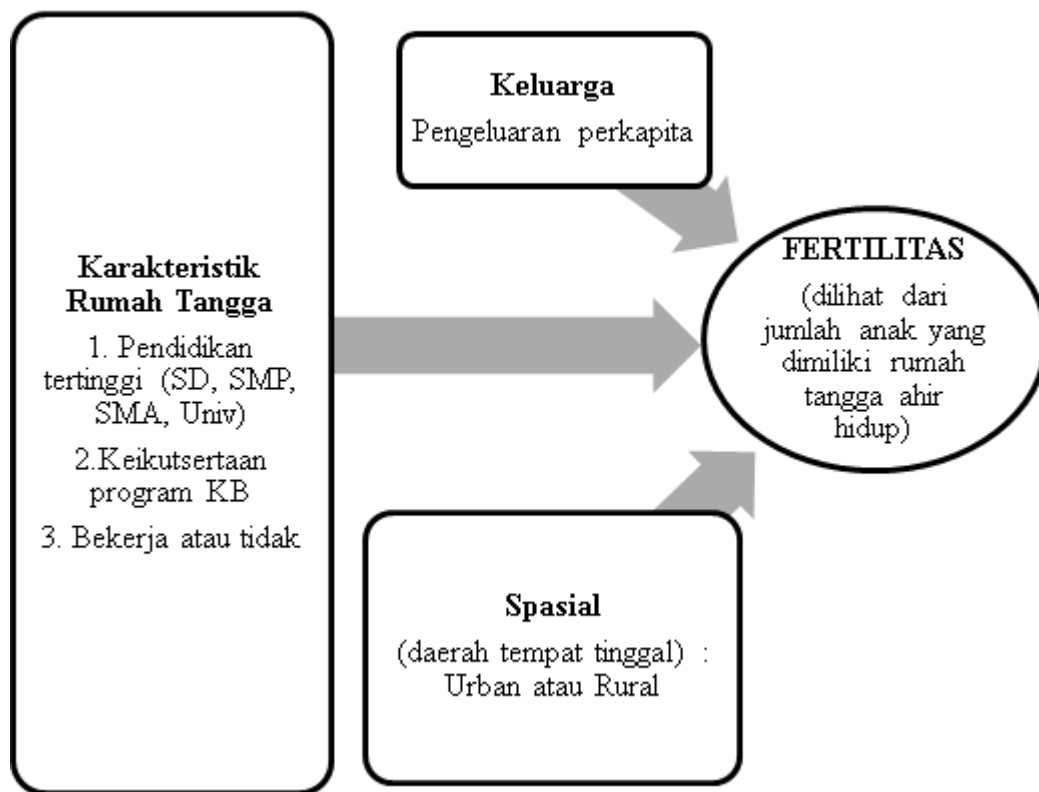 Karakteristik
Rumah Tangga
1. Pendidikan
tertinggi (SD, SMP,
SMA, Univ)
2.Keikutsertaan
program KB
3. Bekerja atau tidak
Keluarga
Pengeluaran perkapita
Spasial
(daerah tempat tinggal) :
Urban atau Rural
FERTILITAS
(dilihat dari
jumlah anak yang
dimiliki rumah
tangga ahir
hidup)